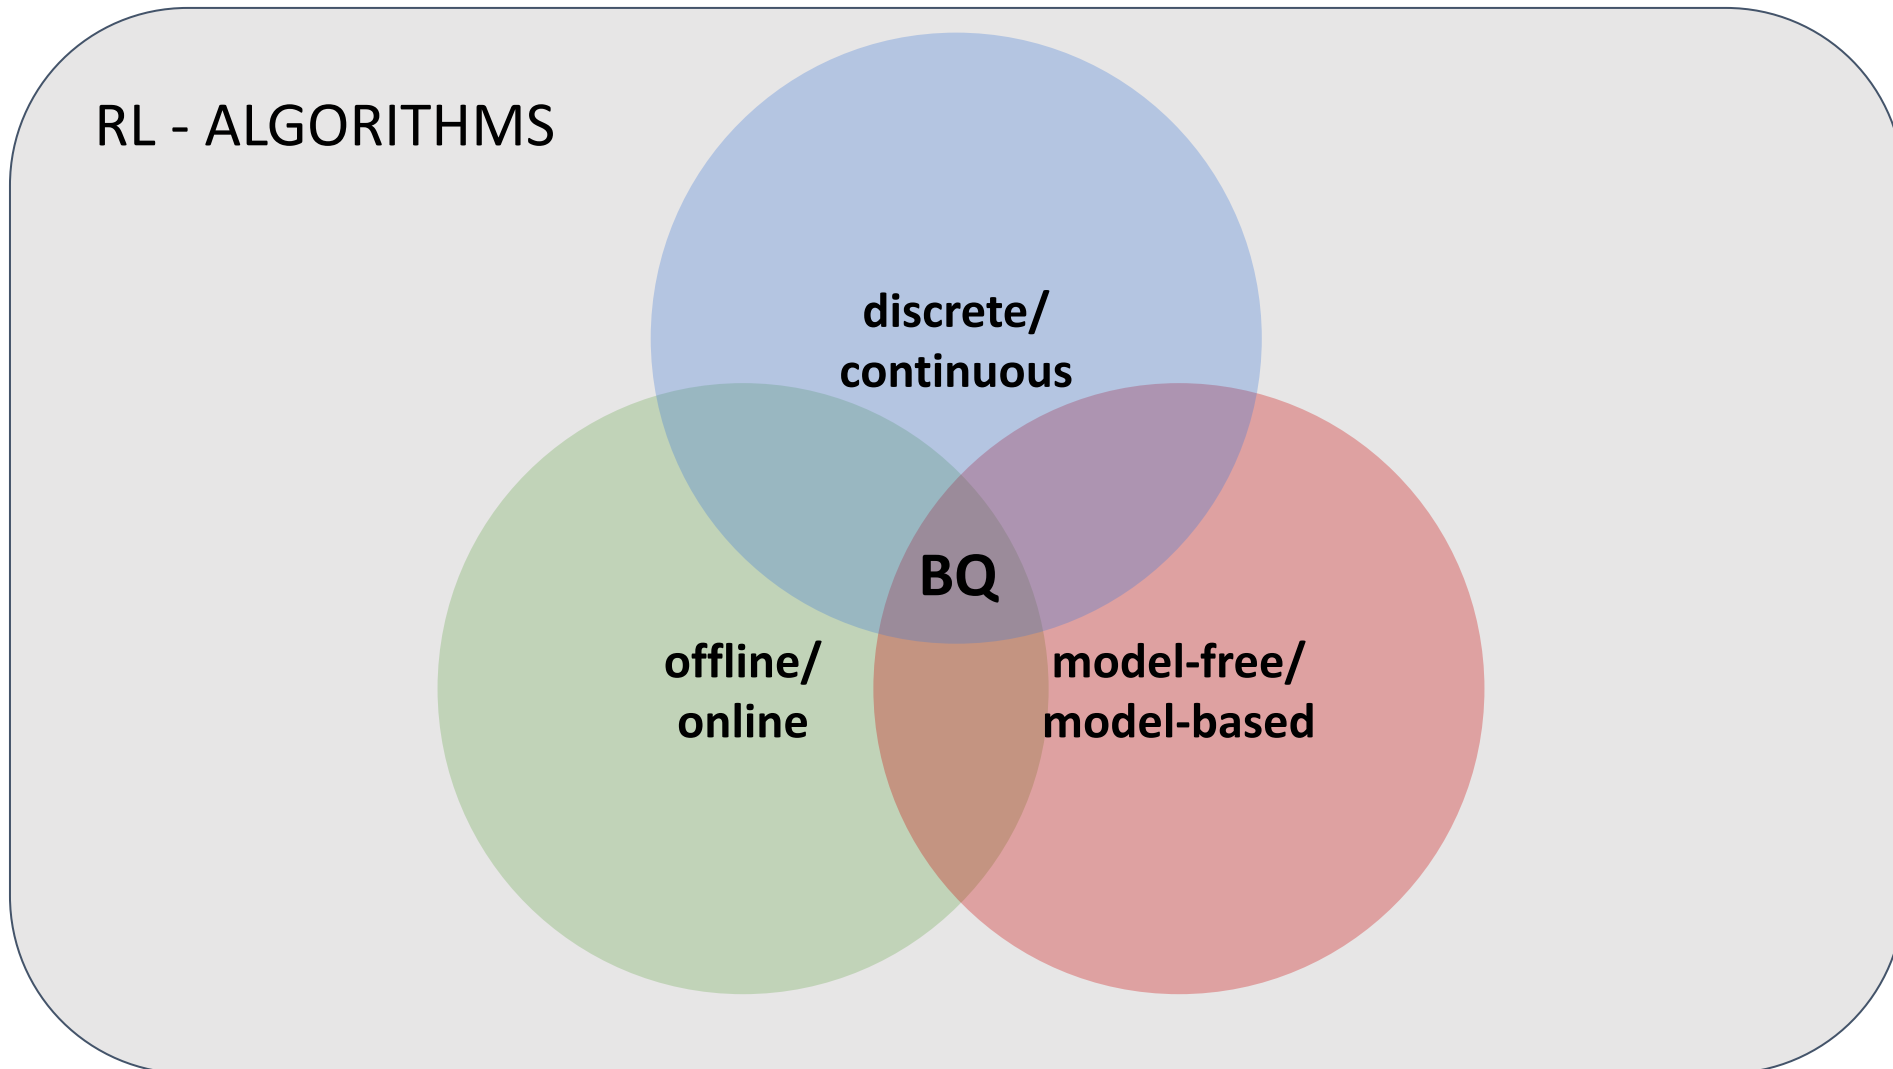 RL - ALGORITHMS
discrete/
continuous
BQ
offline/
online
model-free/
model-based